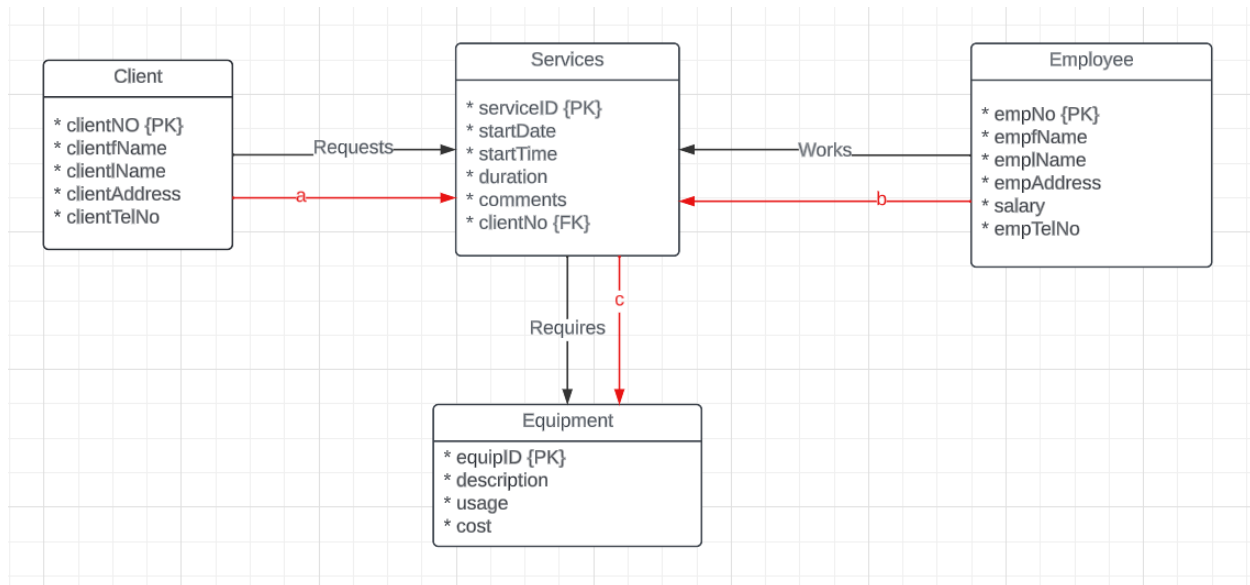 Client
* clientNO {PK}
* clientfName
* clientlName
* clientAddress
* clientTelNo
Requests
a
Services
* serviceID {PK}
* startDate
* startTime
* duration
* comments
* clientNo {FK}
Works
b
Employee
* empNo {PK}
* empfName
* emplName
* empAddress
* salary
* empTelNo
c
Requires
Equipment
* equipID {PK}
* description
* usage
* cost